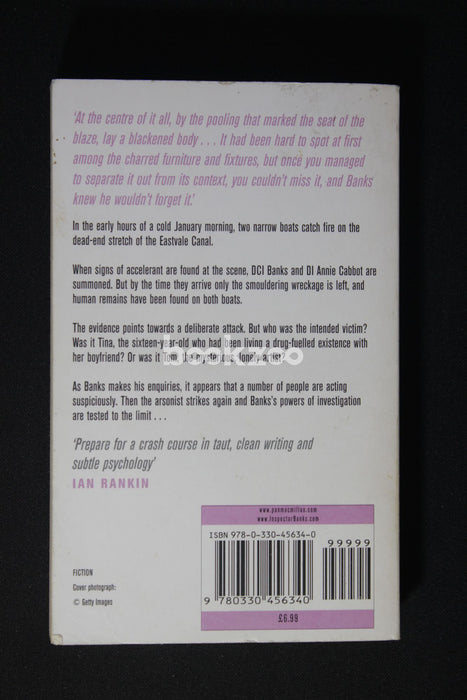 'At the centre of it all, by the pooling that marked the seat of the
blaze, lay a blackened body . . . It had been hard to spot at first
among the charred furniture and fixtures, but once you managed
to separate it out from its context, you couldn't miss it, and Banks
knew he wouldn't forget it.'
In the early hours of a cold January morning, two narrow boats catch fire on the
dead-end stretch of the Eastvale Canal.
When signs of accelerant are found at the scene, DCI Banks and DI Annie Cabbot are
summoned. But by the time they arrive only the smouldering wreckage is left, and
human remains have been found on both boats.
The evidence points towards a deliberate attack. But who was the intended victim?
Was it Tina, the sixteen-year-old who had been living a drug-fuelled existence with
her boyfriend? Or was it Tom, the mysterious, lonely artist?
bookzoo
As Banks makes his enquiries, it appears that a number of people are acting
suspiciously. Then the arsonist strikes again and Banks's powers of investigation
are tested to the limit . . .
'Prepare for a crash course in taut, clean writing and
subtle psychology'
IAN RANKIN
www.panmacmillan.com
www.InspectorBanks.com
ISBN 978-0-330-45634-0
99999
9 780330 456340
£6.99
FICTION
Cover photograph:
© Getty Images